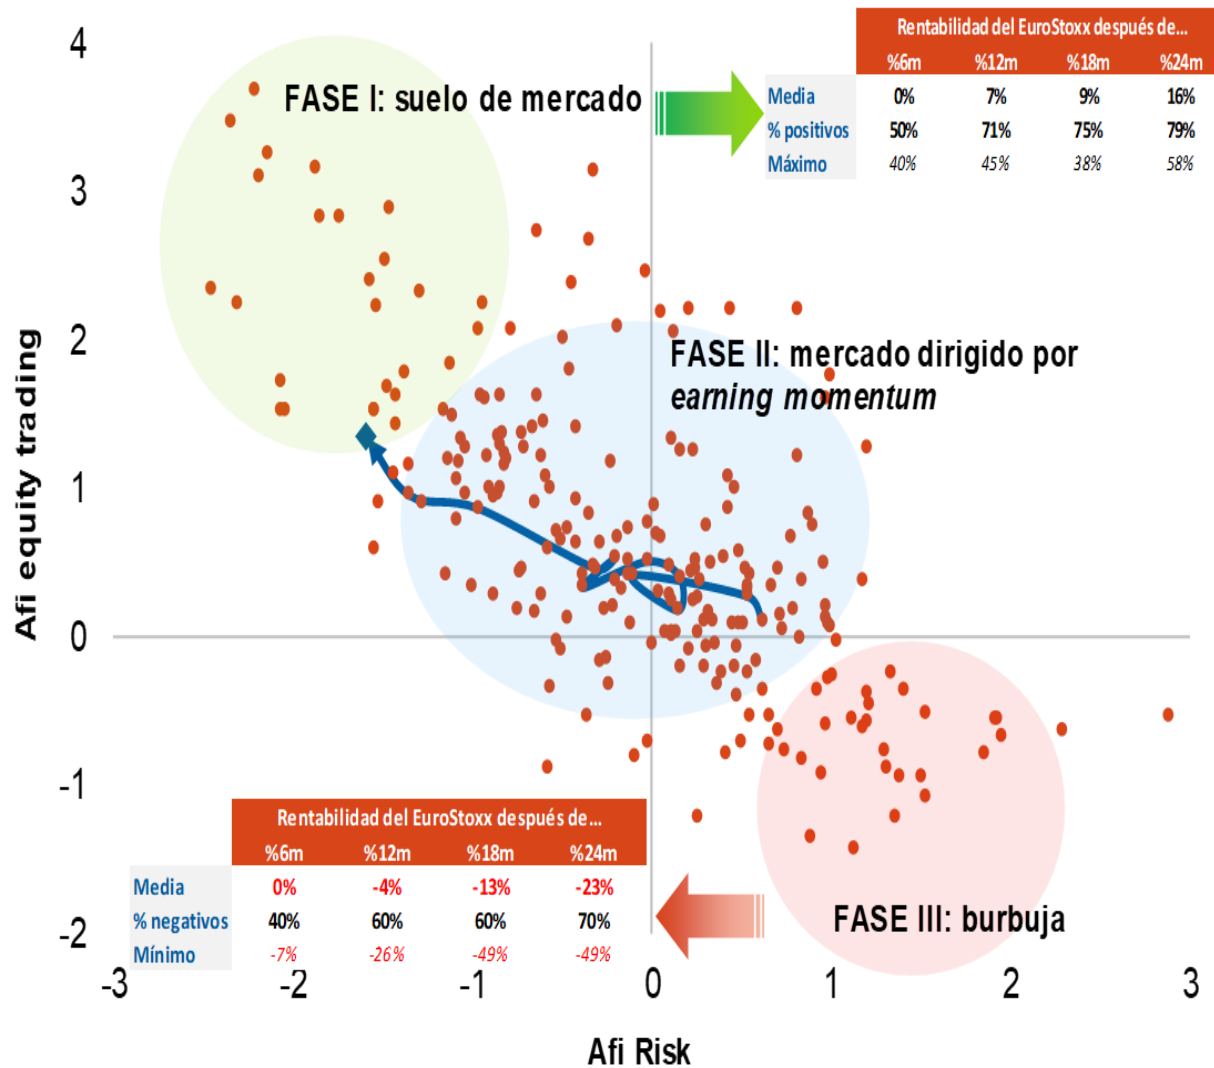 Rentabilidad del EuroStoxx después de...
%6m %12m %18m %24m
Media 0% 7% 9% 16%
% positivos 50% 71% 75% 79%
Máximo 40% 45% 38% 58%
FASE I: suelo de mercado
FASE II: mercado dirigido por
earning momentum
FASE III: burbuja
Rentabilidad del EuroStoxx después de...
%6m %12m %18m %24m
Media 0% -4% -13% -23%
% negativos 40% 60% 60% 70%
Mínimo -7% -26% -49% -49%
Afi equity trading
4
3
2
1
0
-1
-2
-3 -2 -1 0 1 2 3
Afi Risk